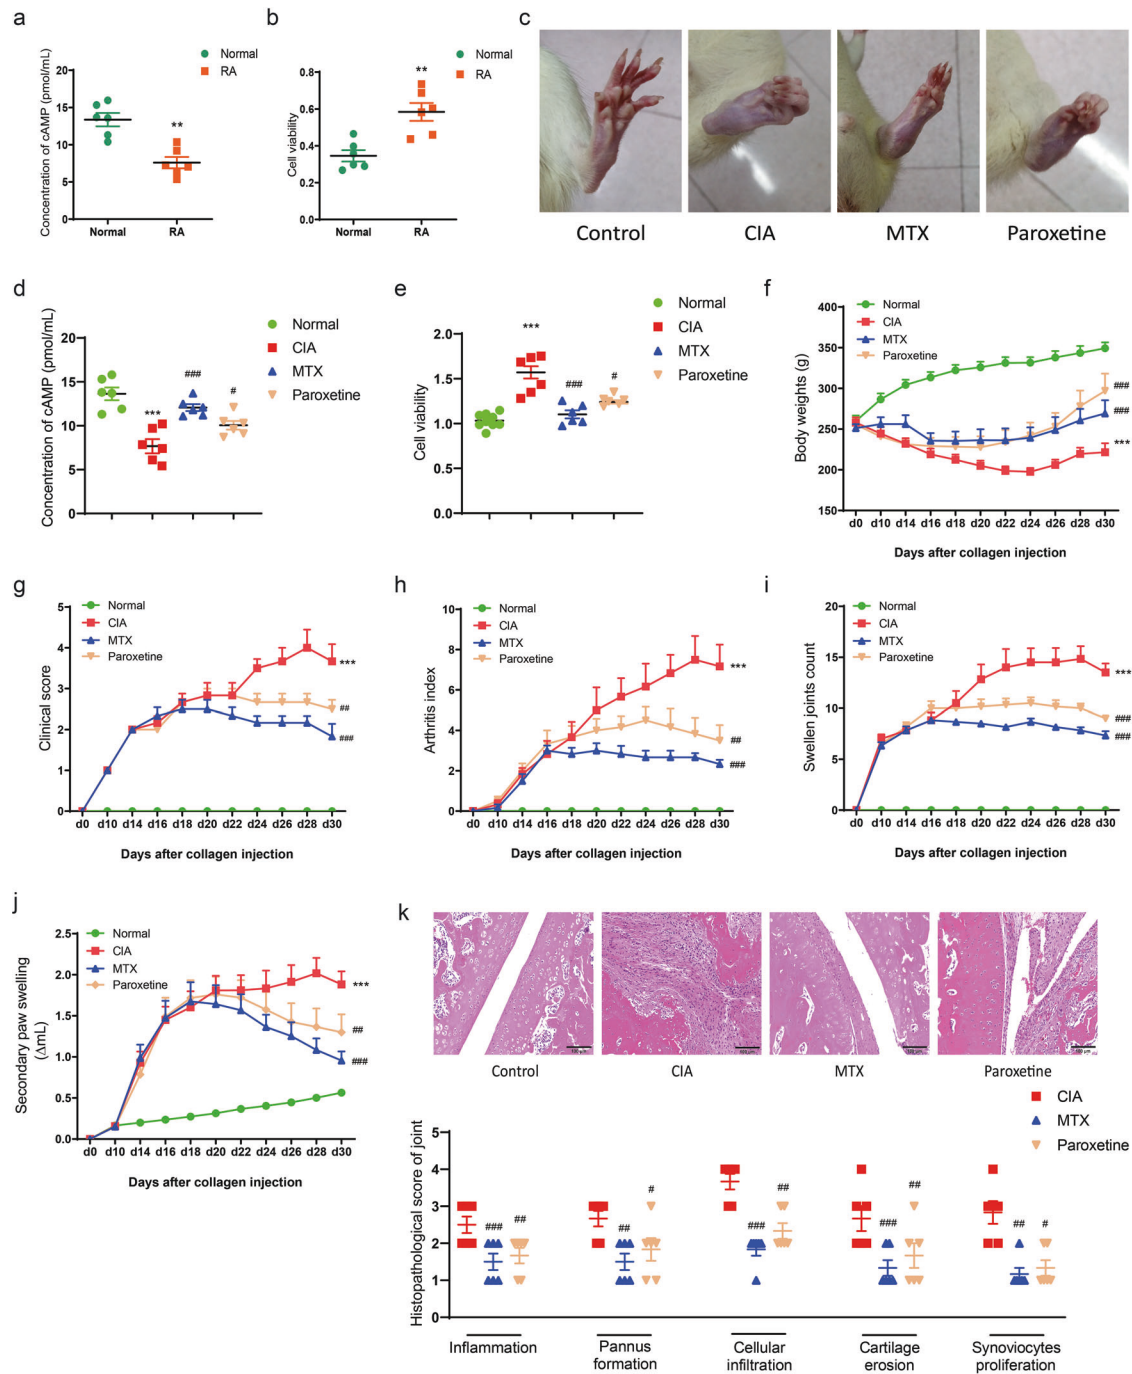 a
Normal
RA
Concentration of cAMP (pmol/mL)
20
15
10
5
0
**
Normal
RA
b
Normal
RA
Cell viability
0.8
0.6
0.4
0.2
0.0
**
Normal
RA
c
Control
CIA
MTX
Paroxetine
d
Concentration of cAMP (pmol/mL)
20
15
10
5
0
***
###
#
Normal
CIA
MTX
Paroxetine
e
Cell viability
2.0
1.5
1.0
0.5
0.0
***
###
#
Normal
CIA
MTX
Paroxetine
f
Body weights (g)
400
350
300
250
200
150
Normal
CIA
MTX
Paroxetine
###
###
***
d0 d10 d14 d16 d18 d20 d22 d24 d26 d28 d30
Days after collagen injection
g
Clinical score
5
4
3
2
1
0
Normal
CIA
MTX
Paroxetine
***
##
###
d0 d10 d14 d16 d18 d20 d22 d24 d26 d28 d30
Days after collagen injection
h
Arthritis index
10
8
6
4
2
0
Normal
CIA
MTX
Paroxetine
***
##
###
d0 d10 d14 d16 d18 d20 d22 d24 d26 d28 d30
Days after collagen injection
i
Swollen joints count
20
15
10
5
0
Normal
CIA
MTX
Paroxetine
***
###
###
d0 d10 d14 d16 d18 d20 d22 d24 d26 d28 d30
Days after collagen injection
j
Secondary paw swelling
(ΔmL)
2.5
2.0
1.5
1.0
0.5
0.0
Normal
CIA
MTX
Paroxetine
***
##
###
d0 d10 d14 d16 d18 d20 d22 d24 d26 d28 d30
Days after collagen injection
k
100 μm
100 μm
100 μm
100 μm
Control
CIA
MTX
Paroxetine
CIA
MTX
Paroxetine
Histopathological score of joint
5
4
3
2
1
0
###
##
##
#
###
##
###
##
##
#
Inflammation
Pannus
formation
Cellular
infiltration
Cartilage
erosion
Synoviocytes
proliferation